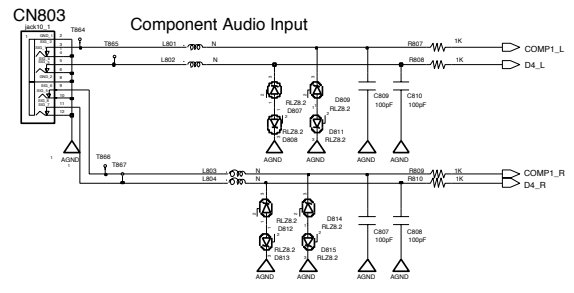 CN803
jack10_1
Component Audio Input
T864
T865
L801 N R807 1K COMP1_L
L802 N R808 1K D4_L
GND_1
RLZ8.2
D807
RLZ8.2
D808
D809
RLZ8.2
D811
RLZ8.2
C809
100pF
C810
100pF
AGND
AGND
AGND
AGND
AGND
T866
T867
L803 N R809 1K COMP1_R
L804 N R810 1K D4_R
RLZ8.2
D812
RLZ8.2
D813
D814
RLZ8.2
D815
RLZ8.2
C807
100pF
C808
100pF
AGND
AGND
AGND
AGND